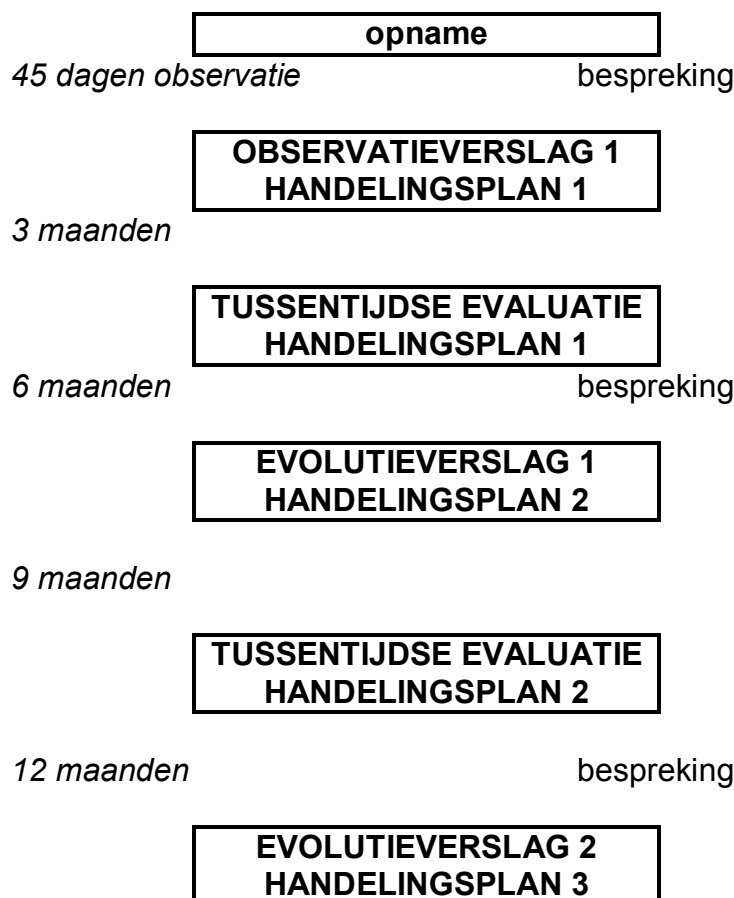 opname
45 dagen observatie bespreking
OBSERVATIEVERSLAG 1
HANDELINGSPLAN 1
3 maanden
TUSSENTIJDSE EVALUATIE
HANDELINGSPLAN 1
6 maanden bespreking
EVOLUTIEVERSLAG 1
HANDELINGSPLAN 2
9 maanden
TUSSENTIJDSE EVALUATIE
HANDELINGSPLAN 2
12 maanden bespreking
EVOLUTIEVERSLAG 2
HANDELINGSPLAN 3